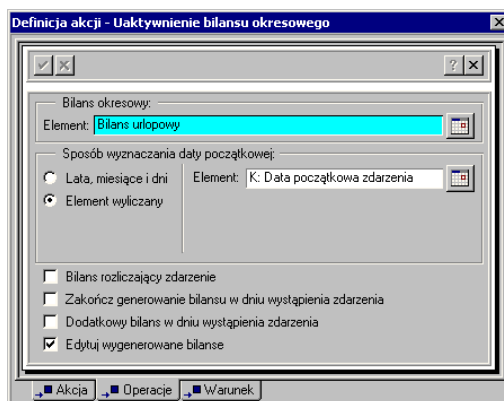 Definicja akcji - Uaktywnienie bilansu okresowego
Bilans okresowy:
Element: Bilans urlopowy
Sposób wyznaczania daty początkowej:
Lata, miesiące i dni
Element: K: Data początkowa zdarzenia
Element wyliczany
Bilans rozliczający zdarzenie
Zakończ generowanie bilansu w dniu wystąpienia zdarzenia
Dodatkowy bilans w dniu wystąpienia zdarzenia
Edytuj wygenerowane bilanse
Akcja Operacje Warunek